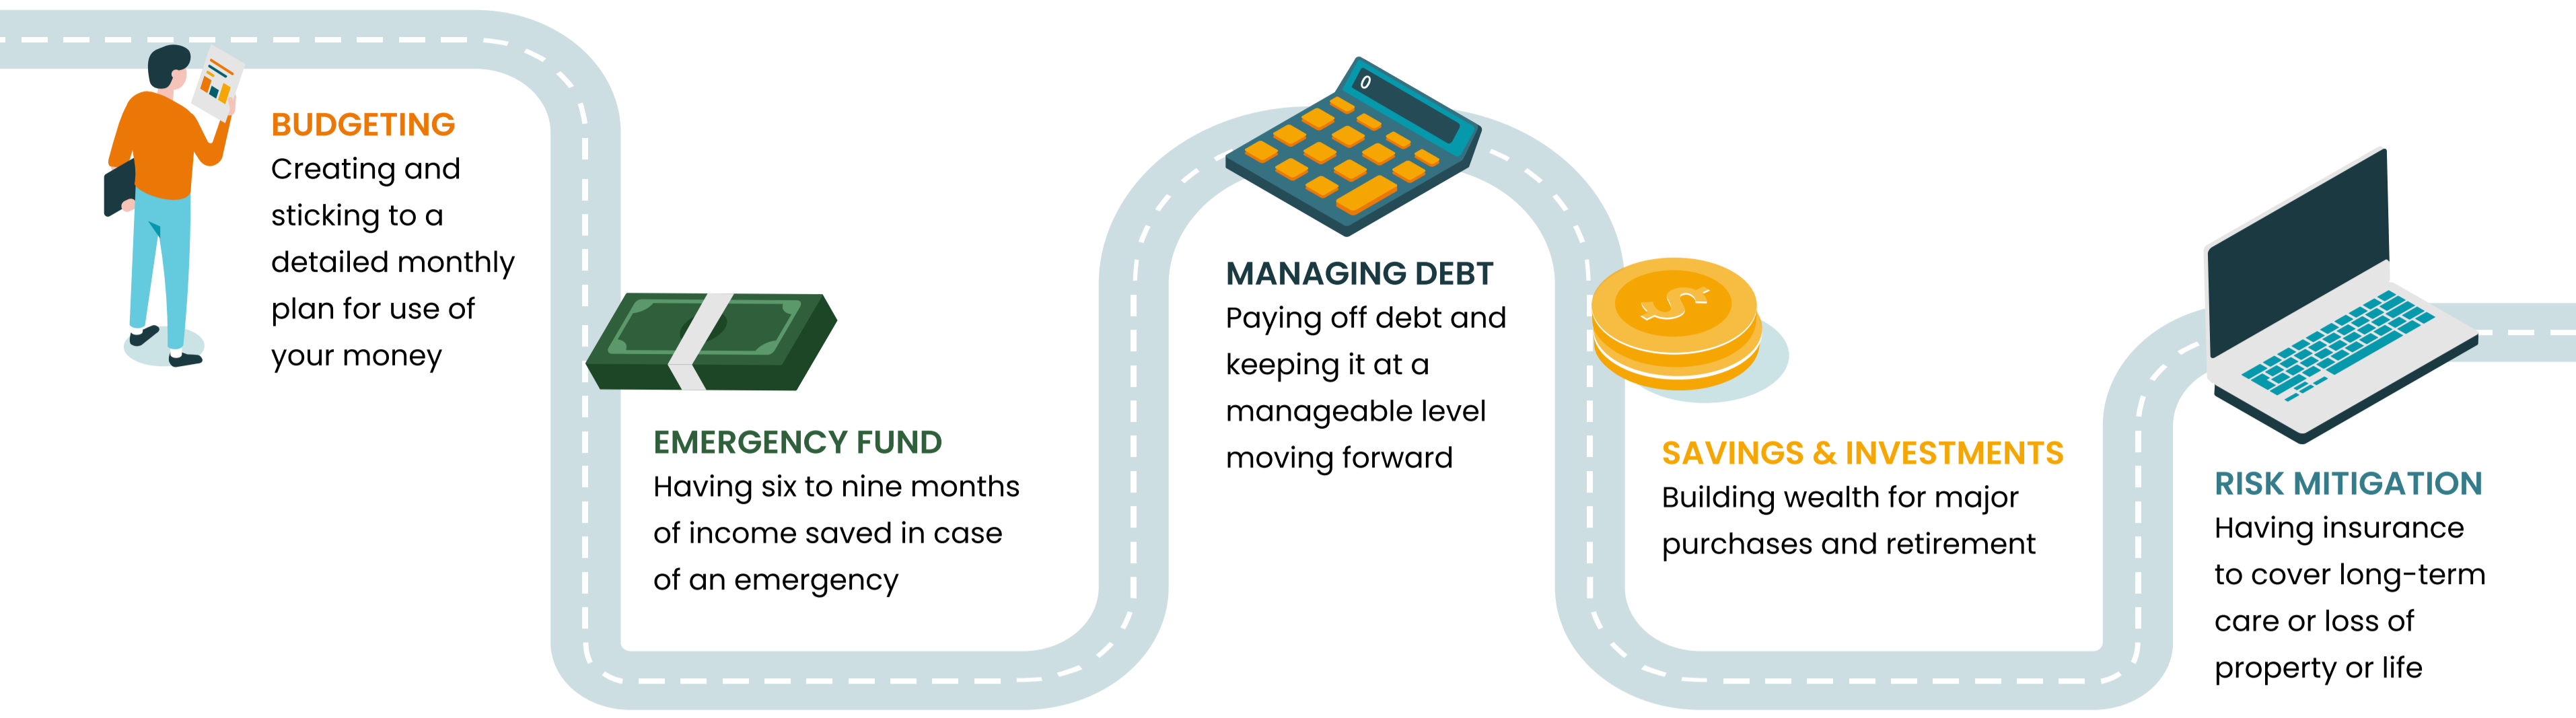 BUDGETING
Creating and
sticking to a
detailed monthly
plan for use of
your money
EMERGENCY FUND
Having six to nine months
of income saved in case
of an emergency
0
MANAGING DEBT
Paying off debt and
keeping it at a
manageable level
moving forward
$
SAVINGS & INVESTMENTS
Building wealth for major
purchases and retirement
RISK MITIGATION
Having insurance
to cover long-term
care or loss of
property or life